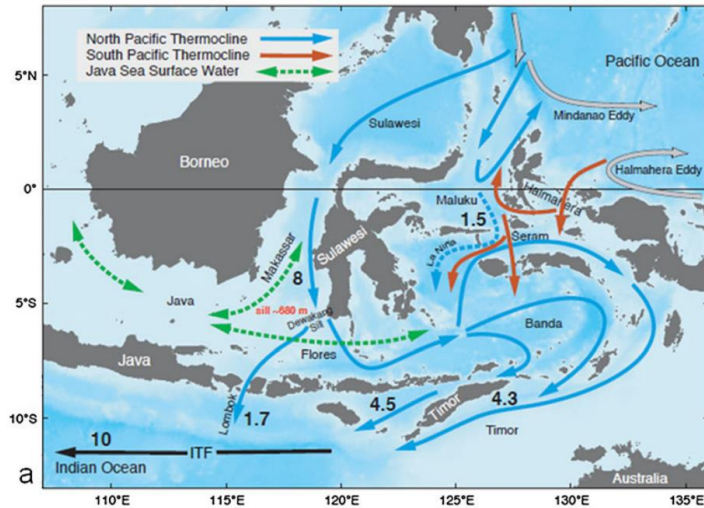 North Pacific Thermocline
South Pacific Thermocline
Java Sea Surface Water
Pacific Ocean
5°N
Mindanao Eddy
Sulawesi
Borneo
Halmahera Eddy
0°
Halmahera
Maluku
1.5
Seram
La Niña
Makassar
Sulawesi
8
Java
5°S
sill ~680 m
Dewakang
Sill
Banda
Flores
Java
Lombok
1.7
4.5
Timor
4.3
Timor
10°S
10
ITF
Indian Ocean
a
Australia
110°E
115°E
120°E
125°E
130°E
135°E